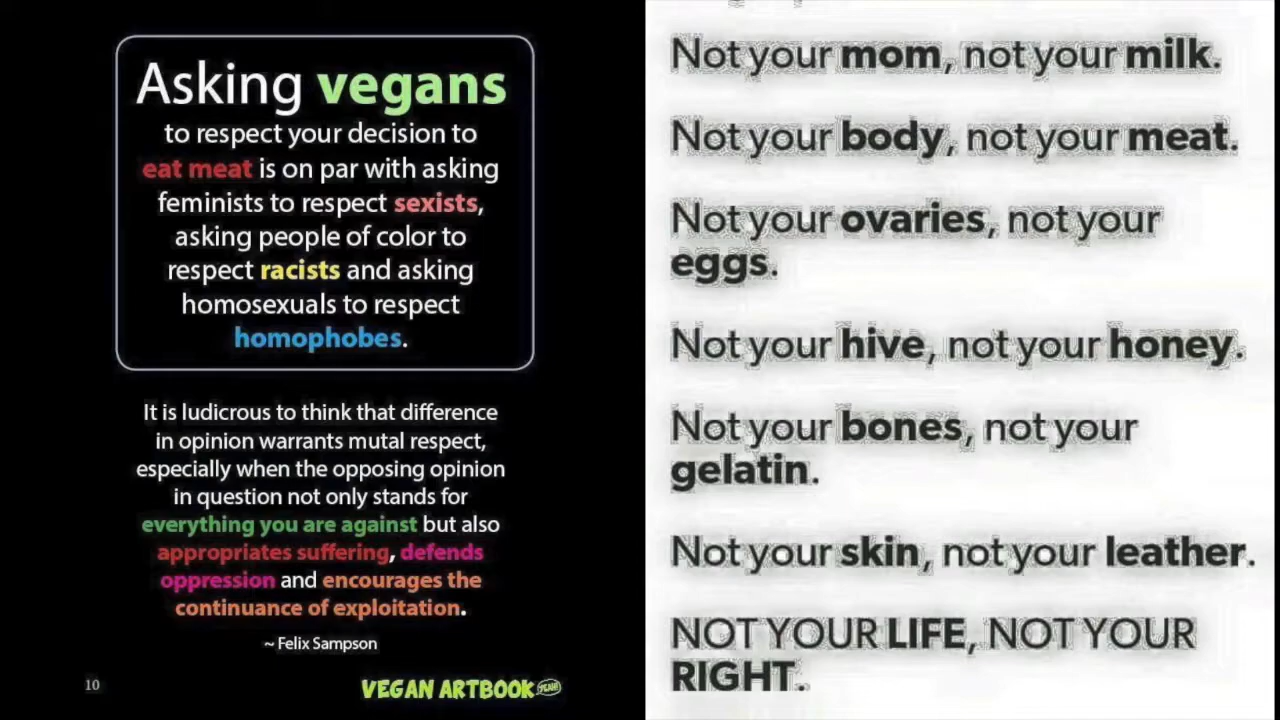 Asking vegans
to respect your decision to
eat meat is on par with asking
feminists to respect sexists,
asking people of color to
respect racists and asking
homosexuals to respect
homophobes.
It is ludicrous to think that difference
in opinion warrants mutal respect,
especially when the opposing opinion
in question not only stands for
everything you are against but also
appropriates suffering, defends
oppression and encourages the
continuance of exploitation.
~ Felix Sampson
10
VEGAN ARTBOOK
Not your mom, not your milk.
Not your body, not your meat.
Not your ovaries, not your
eggs.
Not your hive, not your honey.
Not your bones, not your
gelatin.
Not your skin, not your leather.
NOT YOUR LIFE, NOT YOUR
RIGHT.